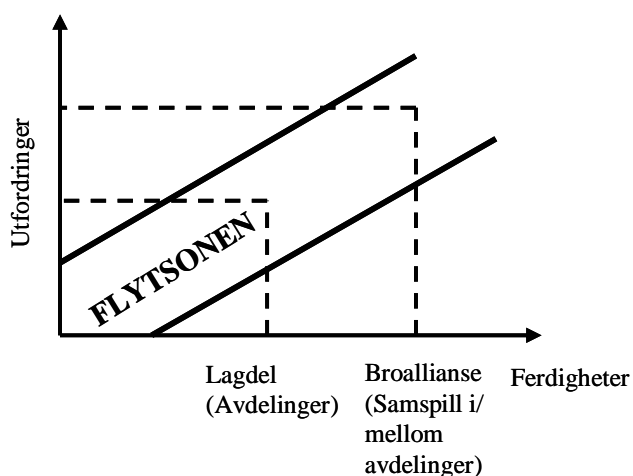 Utfordringer
FLYTSONEN
Lagdel
(Avdelinger)
Broallianse
(Samspill i/
mellom
avdelinger)
Ferdigheter